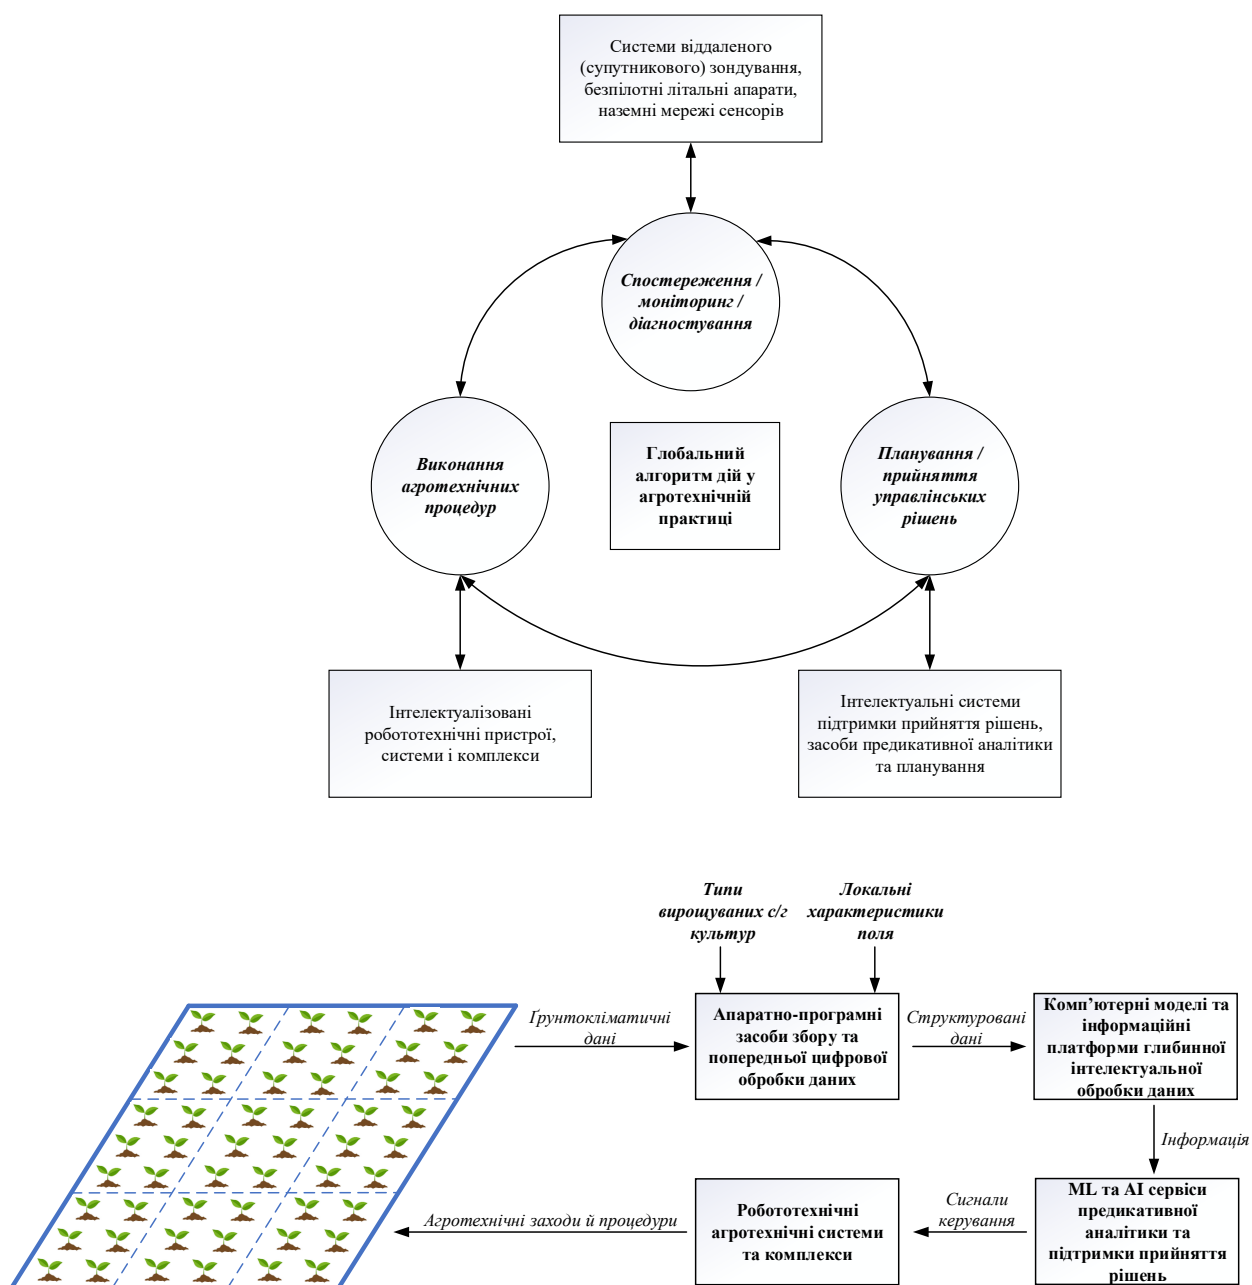 Системи віддаленого
(супутникового) зондування,
безпілотні літальні апарати,
наземні мережі сенсорів
Спостереження /
моніторинг /
діагностування
Виконання
агротехнічних
процедур
Глобальний
алгоритм дій у
агротехнічній
практиці
Планування /
прийняття
управлінських
рішень
Інтелектуалізовані
робототехнічні пристрої,
системи і комплекси
Інтелектуальні системи
підтримки прийняття рішень,
засоби предикативної аналітики
та планування
Типи
вирощуваних с/г
культур
Локальні
характеристики
поля
Ґрунтокліматичні
дані
Апаратно-програмні
засоби збору та
попередньої цифрової
обробки даних
Структуровані
дані
Комп’ютерні моделі та
інформаційні
платформи глибинної
інтелектуальної
обробки даних
Інформація
Агротехнічні заходи й процедури
Робототехнічні
агротехнічні системи
та комплекси
Сигнали
керування
ML та AI сервіси
предикативної
аналітики та
підтримки прийняття
рішень